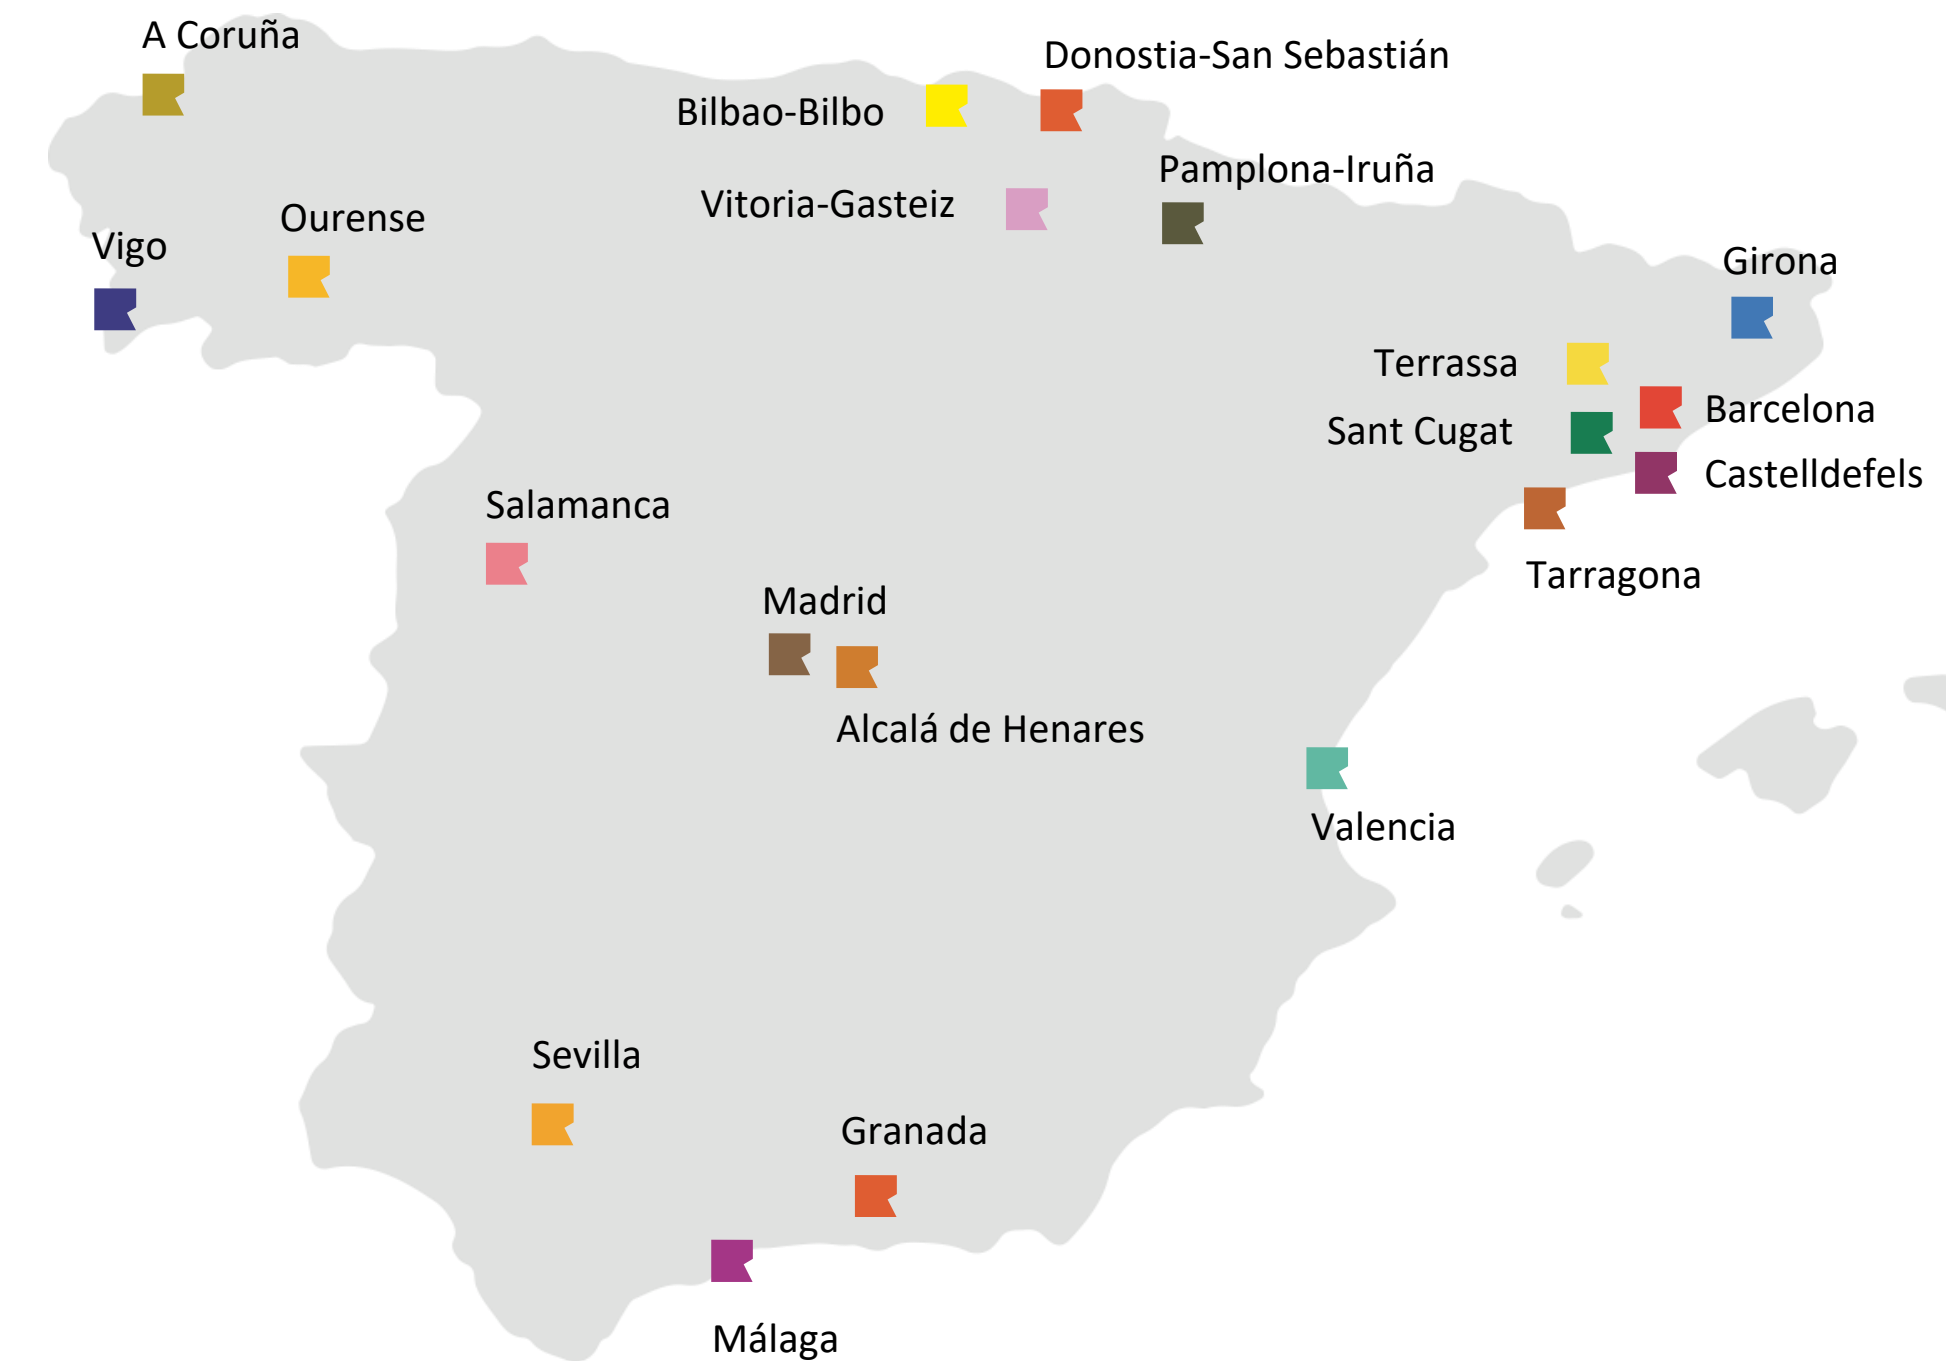 A Coruña
Donostia-San Sebastián
Bilbao-Bilbo
Pamplona-Iruña
Vitoria-Gasteiz
Ourense
Vigo
Girona
Terrassa
Barcelona
Sant Cugat
Castelldefels
Salamanca
Tarragona
Madrid
Alcalá de Henares
Valencia
Sevilla
Granada
Málaga